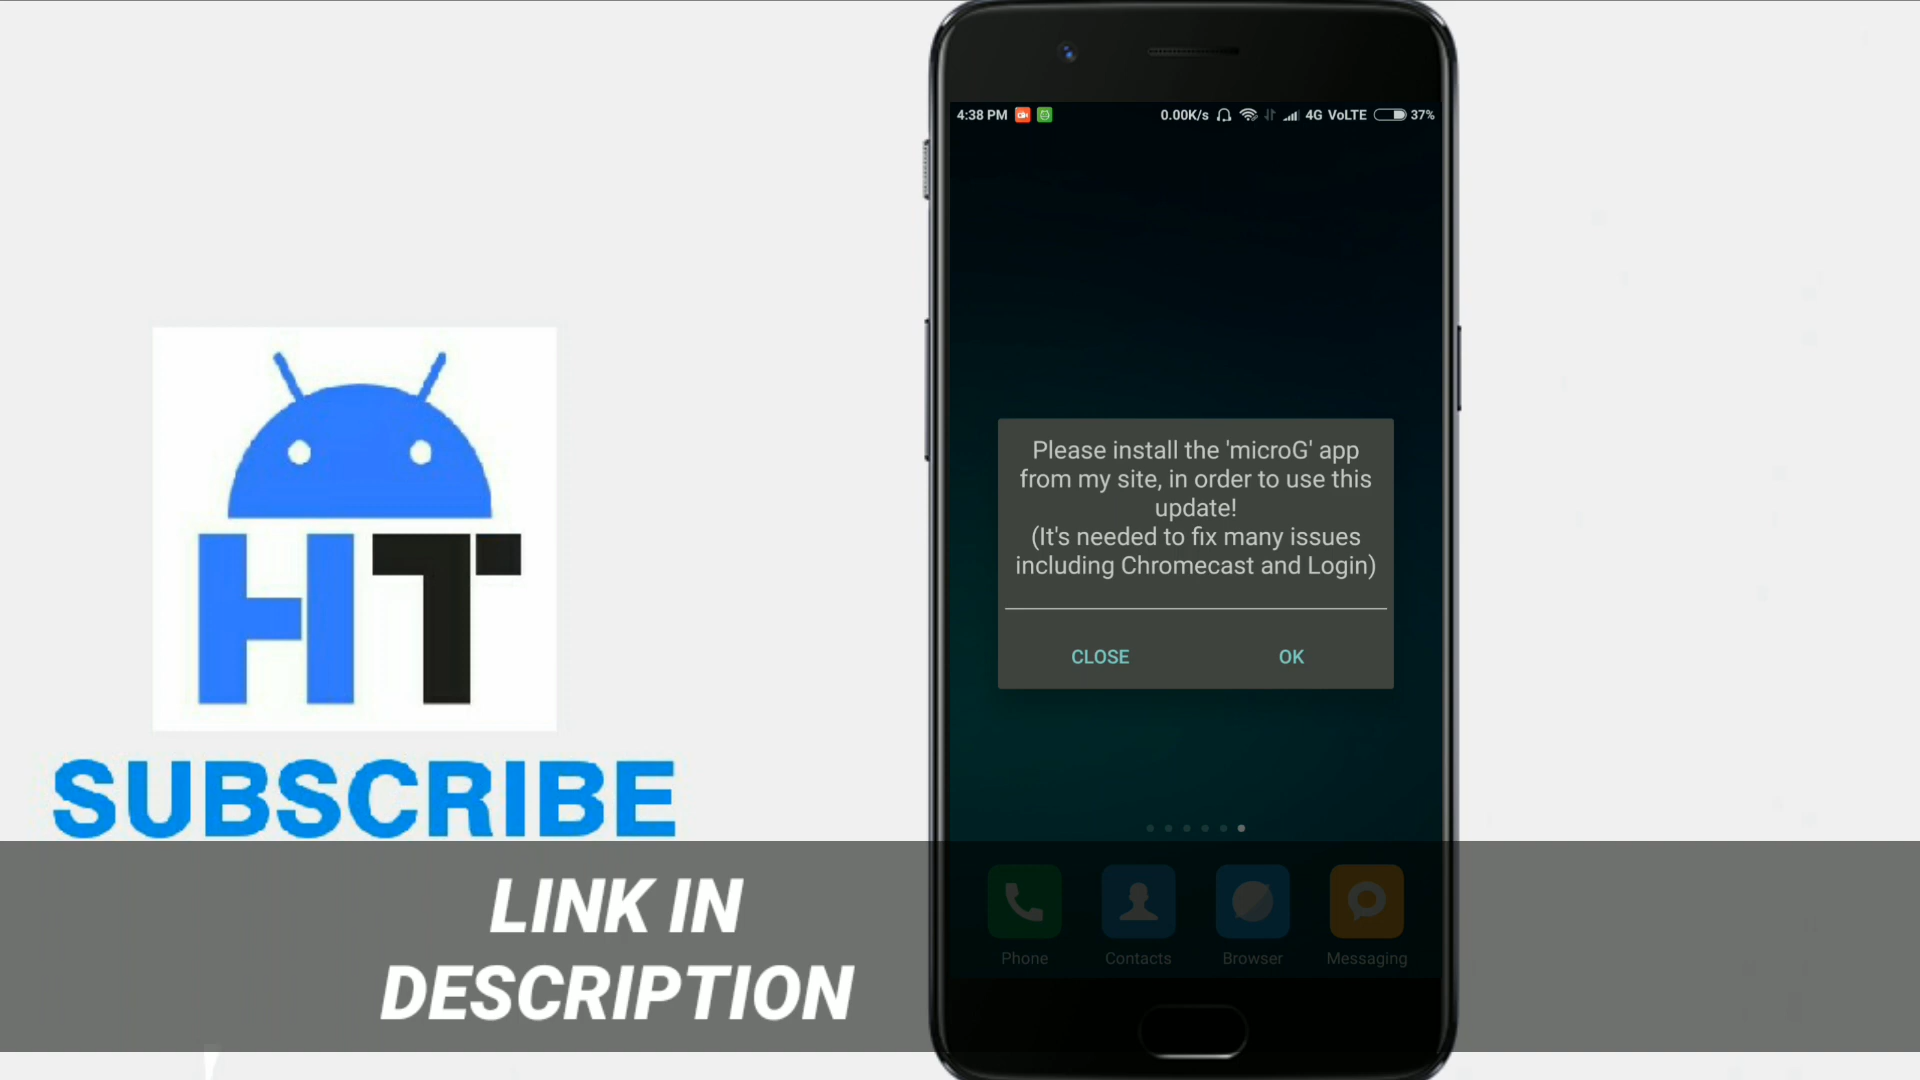 4:38 PM 0.00K/s 4G VoLTE 37%
Please install the 'microG' app
from my site, in order to use this
update!
(It's needed to fix many issues
including Chromecast and Login)
CLOSE OK
HT
SUBSCRIBE
LINK IN
DESCRIPTION
Phone Contacts Browser Messaging